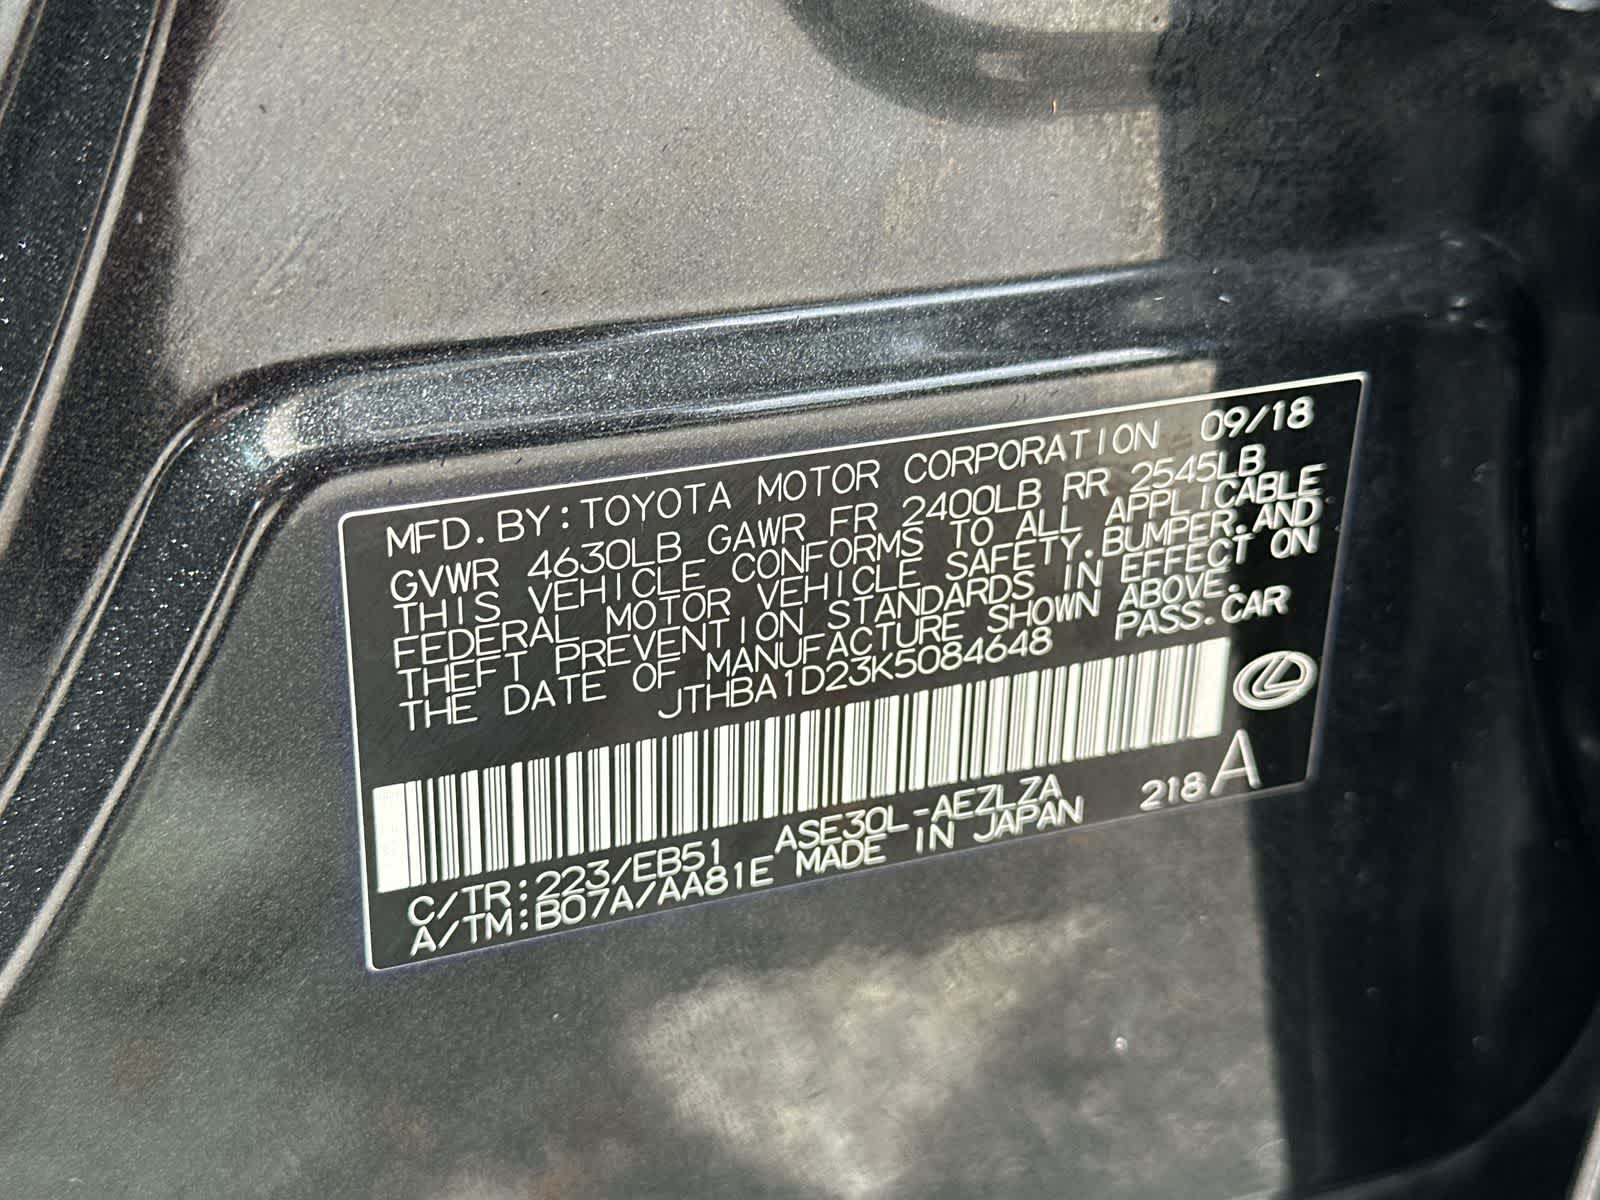 MFD. BY: TOYOTA MOTOR CORPORATION 09/18
GVWR 4630LB GAWR FR 2400LB RR 2545LB
THIS VEHICLE CONFORMS TO ALL APPLICABLE
FEDERAL MOTOR VEHICLE SAFETY, BUMPER, AND
THEFT PREVENTION STANDARDS IN EFFECT ON
THE DATE OF MANUFACTURE SHOWN ABOVE.
JTHBA1D23K5084648 PASS. CAR
C/TR: 223/EB51 ASE30L-AEZLZA 218 A
A/TM: B07A/AA81E MADE IN JAPAN